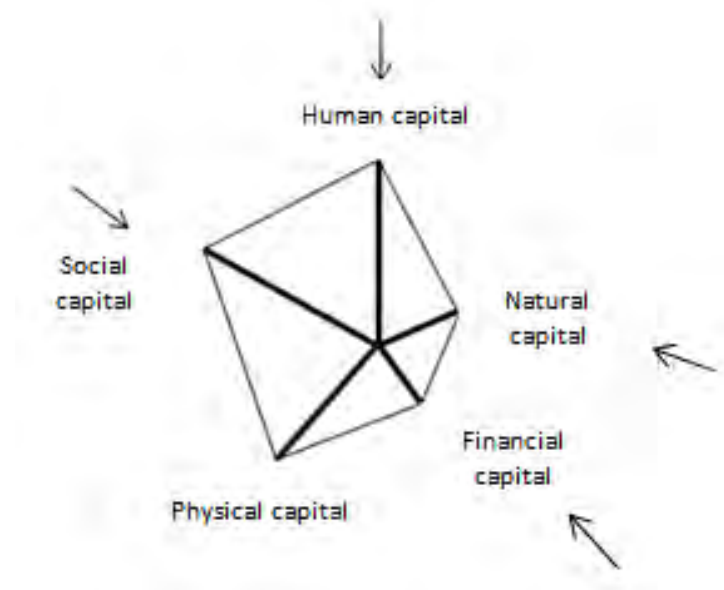 Human capital
Social
capital
Natural
capital
Financial
capital
Physical capital